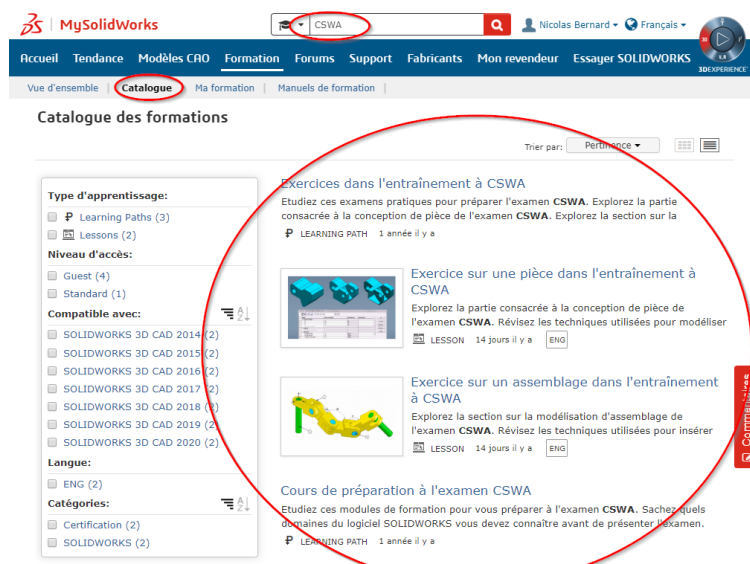 MySolidWorks
CSWA
Nicolas Bernard
Français
Accueil Tendance Modèles CAO Formation Forums Support Fabricants Mon revendeur Essayer SOLIDWORKS
3DEXPERIENCE
Vue d'ensemble | Catalogue | Ma formation | Manuels de formation |
Catalogue des formations
Trier par: Pertinence
Type d'apprentissage:
Learning Paths (3)
Lessons (2)
Niveau d'accès:
Guest (4)
Standard (1)
Compatible avec:
SOLIDWORKS 3D CAD 2014 (2)
SOLIDWORKS 3D CAD 2015 (2)
SOLIDWORKS 3D CAD 2016 (2)
SOLIDWORKS 3D CAD 2017 (2)
SOLIDWORKS 3D CAD 2018 (2)
SOLIDWORKS 3D CAD 2019 (2)
SOLIDWORKS 3D CAD 2020 (2)
Langue:
ENG (2)
Catégories:
Certification (2)
SOLIDWORKS (2)
Exercices dans l'entraînement à CSWA
Etudiez ces examens pratiques pour préparer l'examen CSWA. Explorez la partie
consacrée à la conception de pièce de l'examen CSWA. Explorez la section sur la
LEARNING PATH 1 année il y a
Exercice sur une pièce dans l'entraînement à
CSWA
Explorez la partie consacrée à la conception de pièce de
l'examen CSWA. Révisez les techniques utilisées pour modéliser
LESSON 14 jours il y a ENG
Exercice sur un assemblage dans l'entraînement
à CSWA
Explorez la section sur la modélisation d'assemblage de
l'examen CSWA. Révisez les techniques utilisées pour insérer
LESSON 14 jours il y a ENG
Cours de préparation à l'examen CSWA
Etudiez ces modules de formation pour vous préparer à l'examen CSWA. Sachez quels
domaines du logiciel SOLIDWORKS vous devez connaître avant de présenter l'examen.
LEARNING PATH 1 année il y a
Commentaires